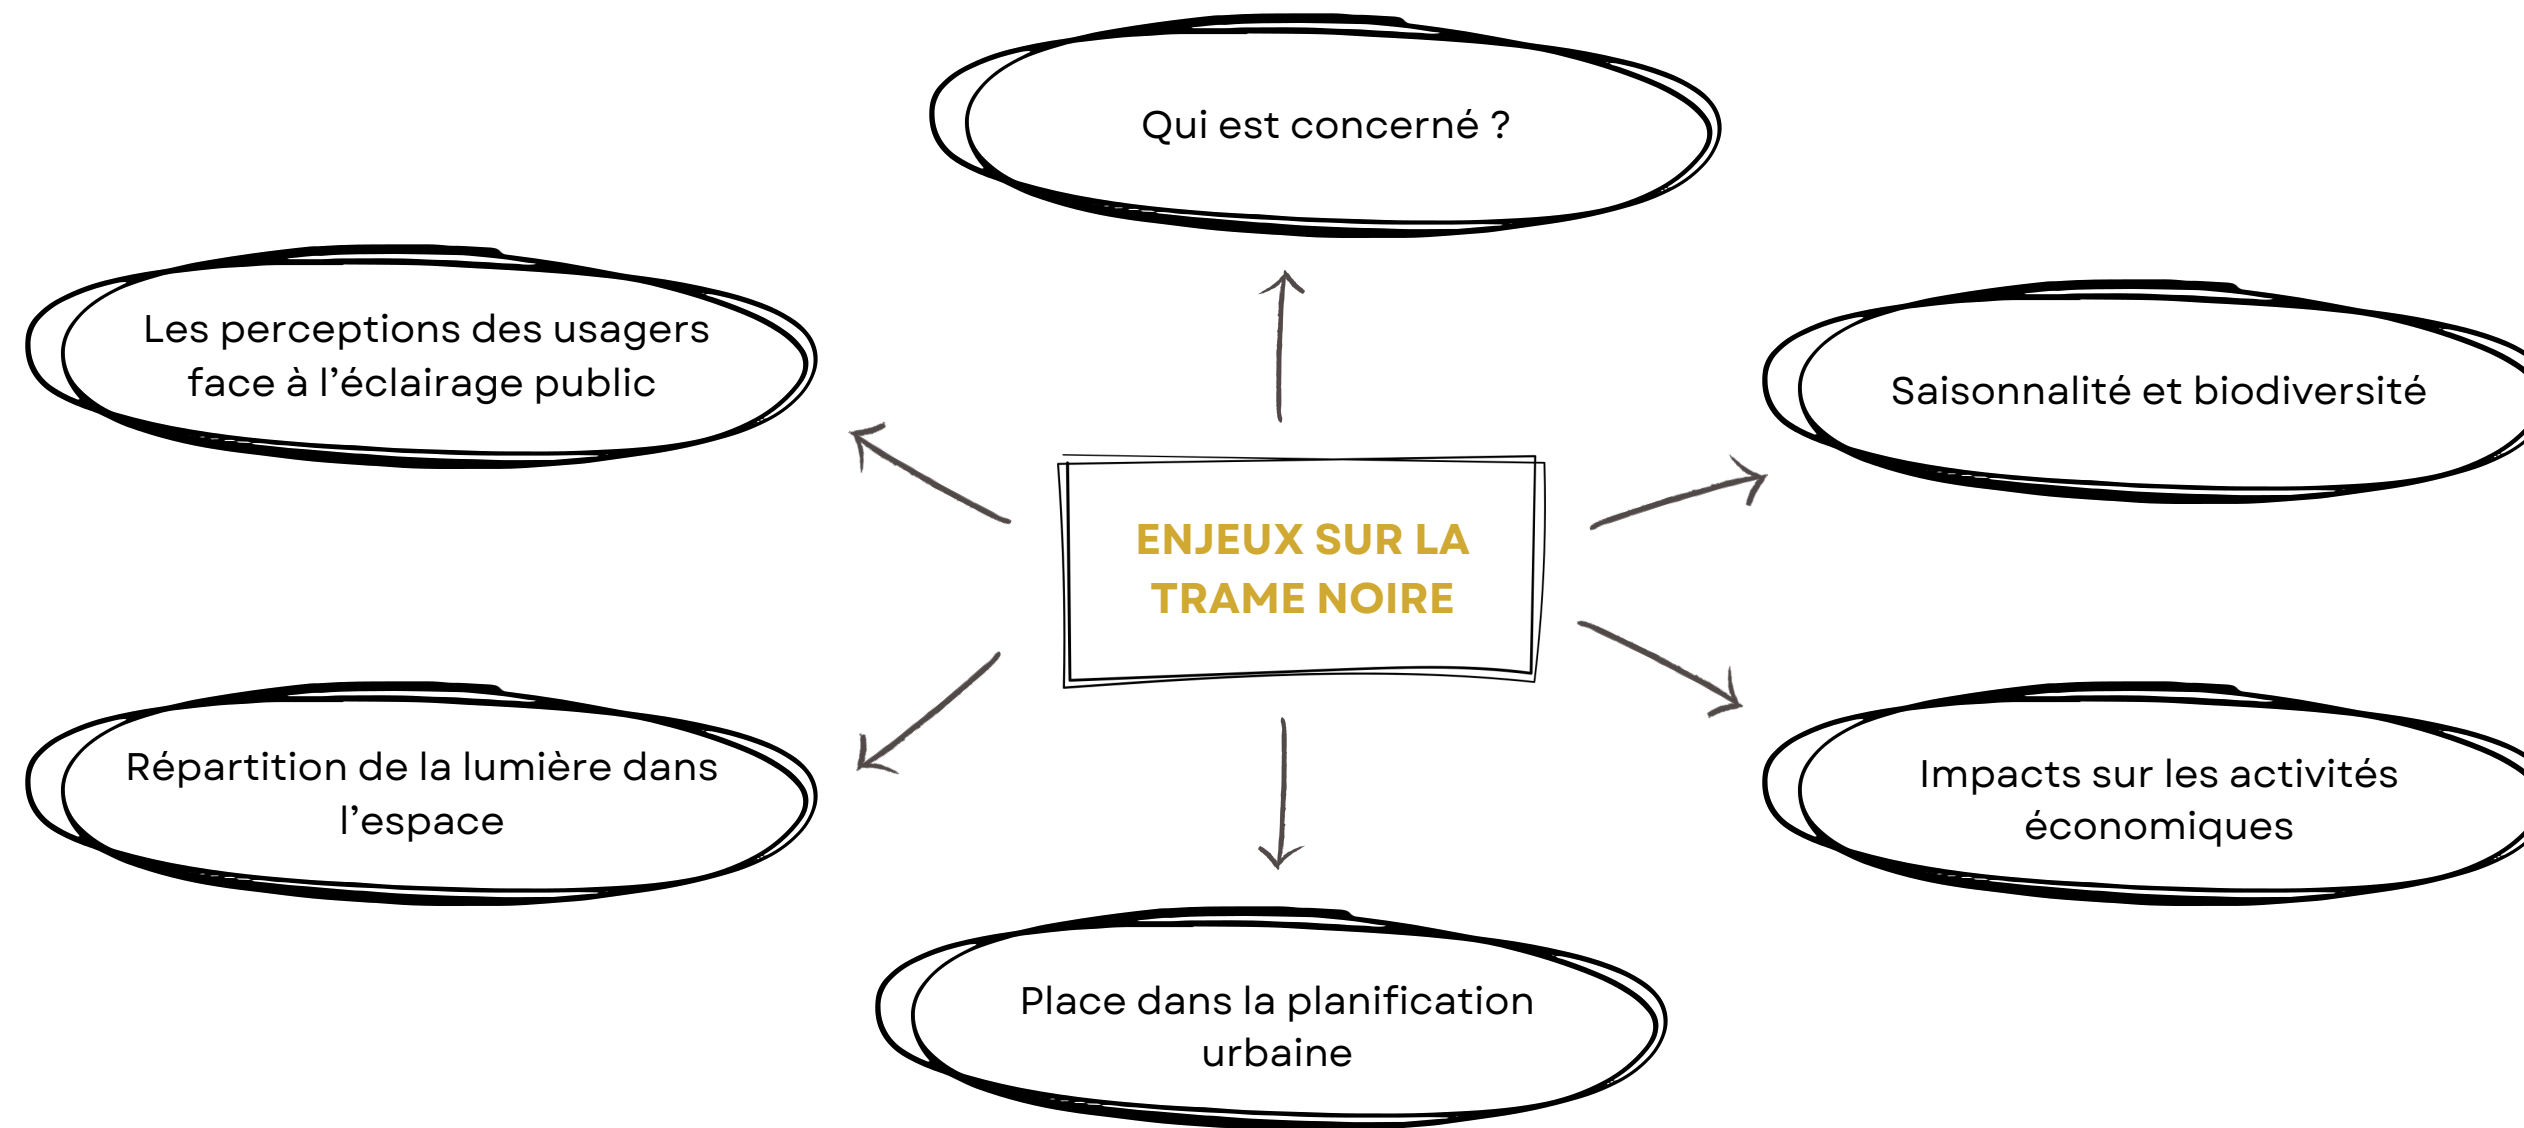 Qui est concerné ?
Les perceptions des usagers
face à l’éclairage public
Saisonnalité et biodiversité
ENJEUX SUR LA
TRAME NOIRE
Répartition de la lumière dans
l’espace
Impacts sur les activités
économiques
Place dans la planification
urbaine